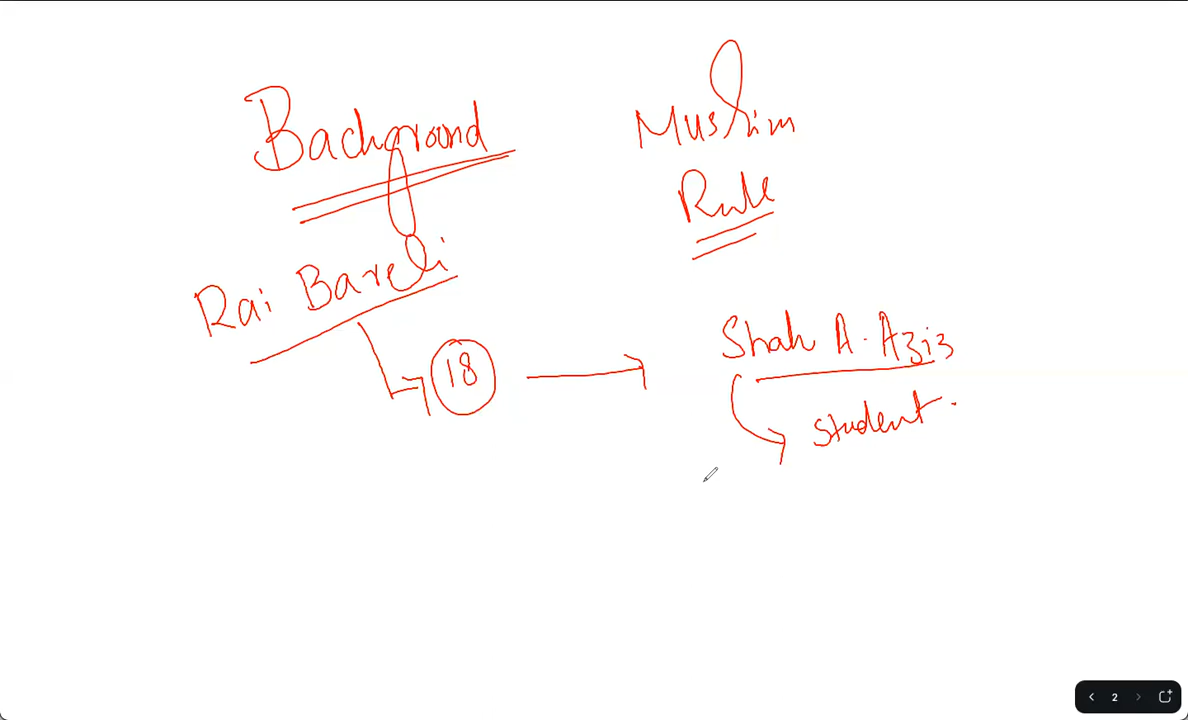 Background
Muslim
Rule
Rai Bareli
18
Shah A. Aziz
student.
2